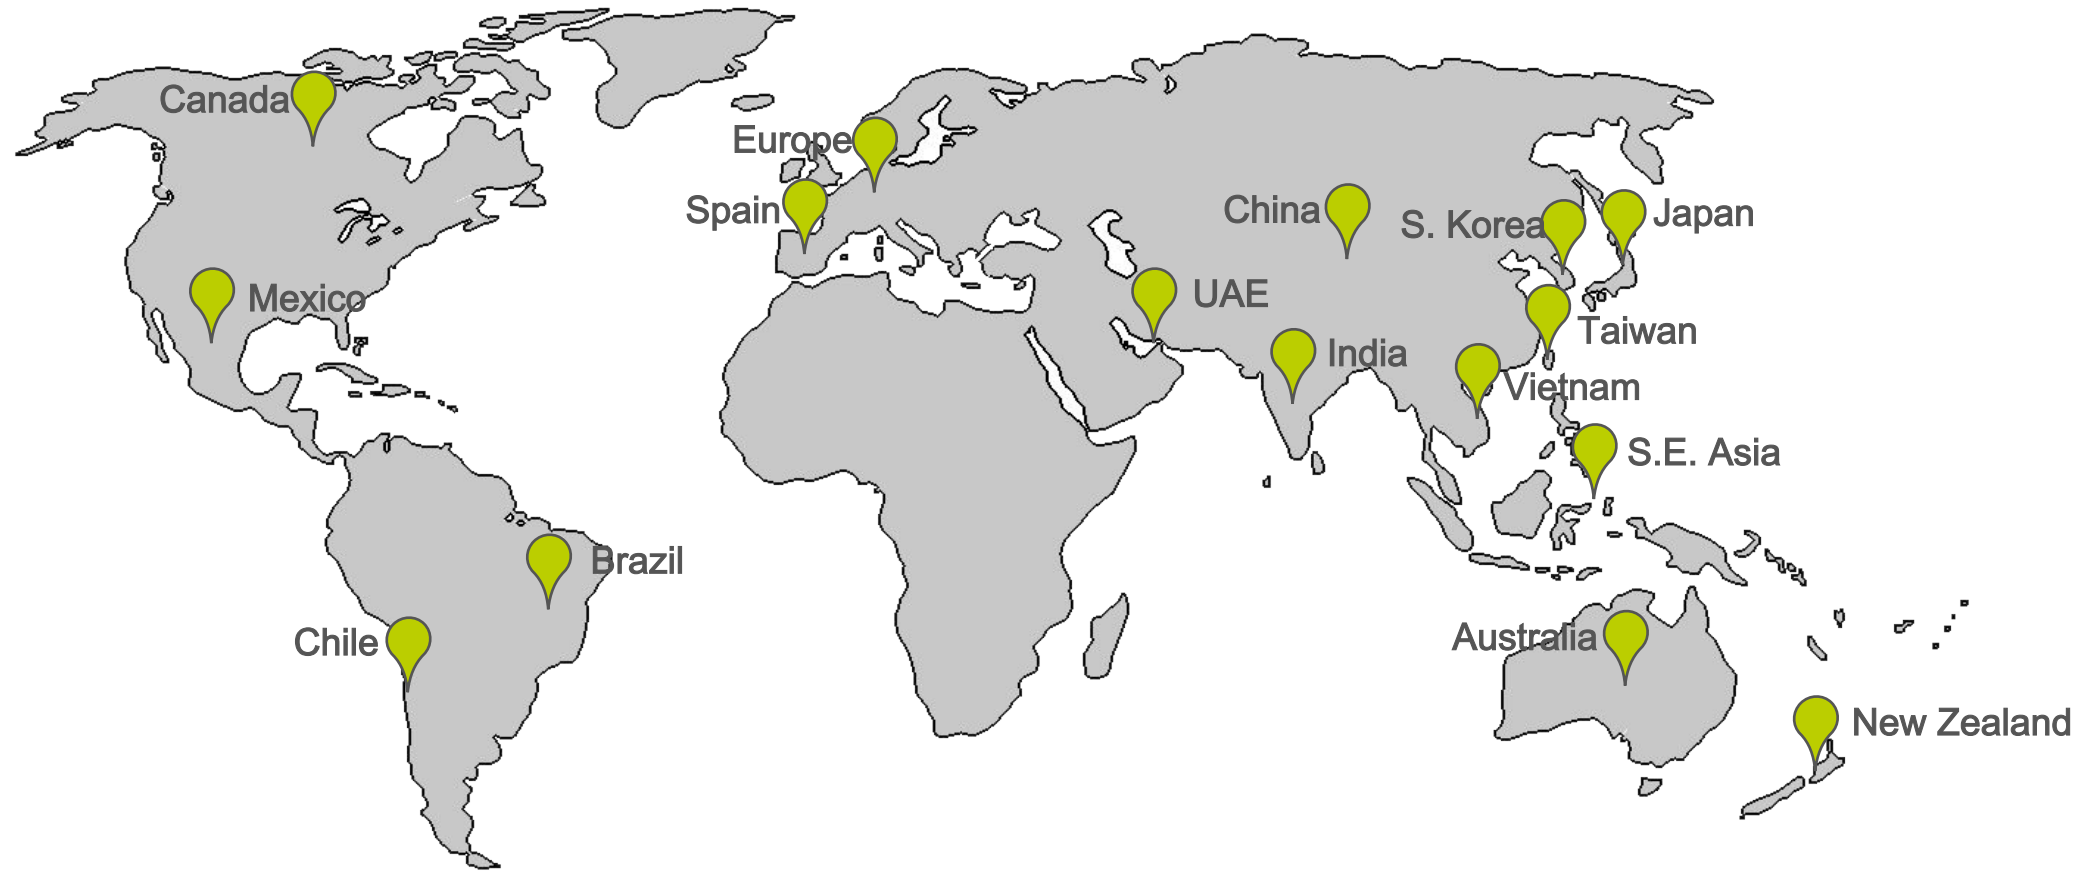 Canada
Europe
Spain
China
S. Korea
Japan
Mexico
UAE
Taiwan
India
Vietnam
S.E. Asia
Brazil
Chile
Australia
New Zealand